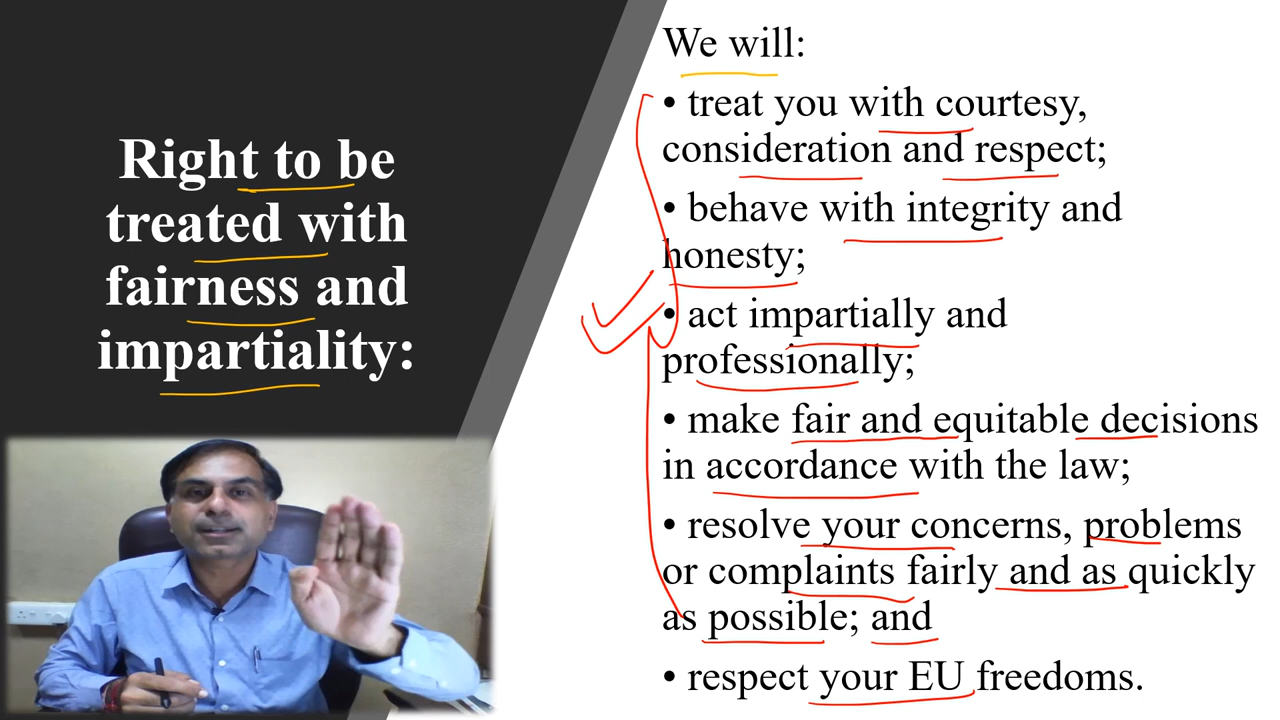 Right to be
treated with
fairness and
impartiality:
We will:
• treat you with courtesy,
consideration and respect;
• behave with integrity and
honesty;
• act impartially and
professionally;
• make fair and equitable decisions
in accordance with the law;
• resolve your concerns, problems
or complaints fairly and as quickly
as possible; and
• respect your EU freedoms.